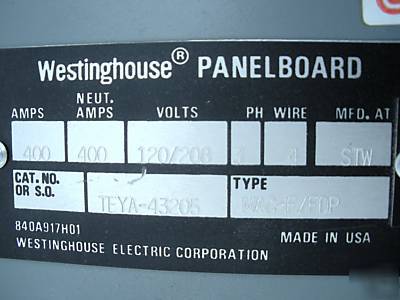 Westinghouse® PANELBOARD
NEUT.
AMPS AMPS VOLTS PH WIRE MFD. AT
400 400 120/208 4 STW
CAT. NO.
OR S.O. TEYA-43205 TYPE
840A917H01 MADE IN USA
WESTINGHOUSE ELECTRIC CORPORATION